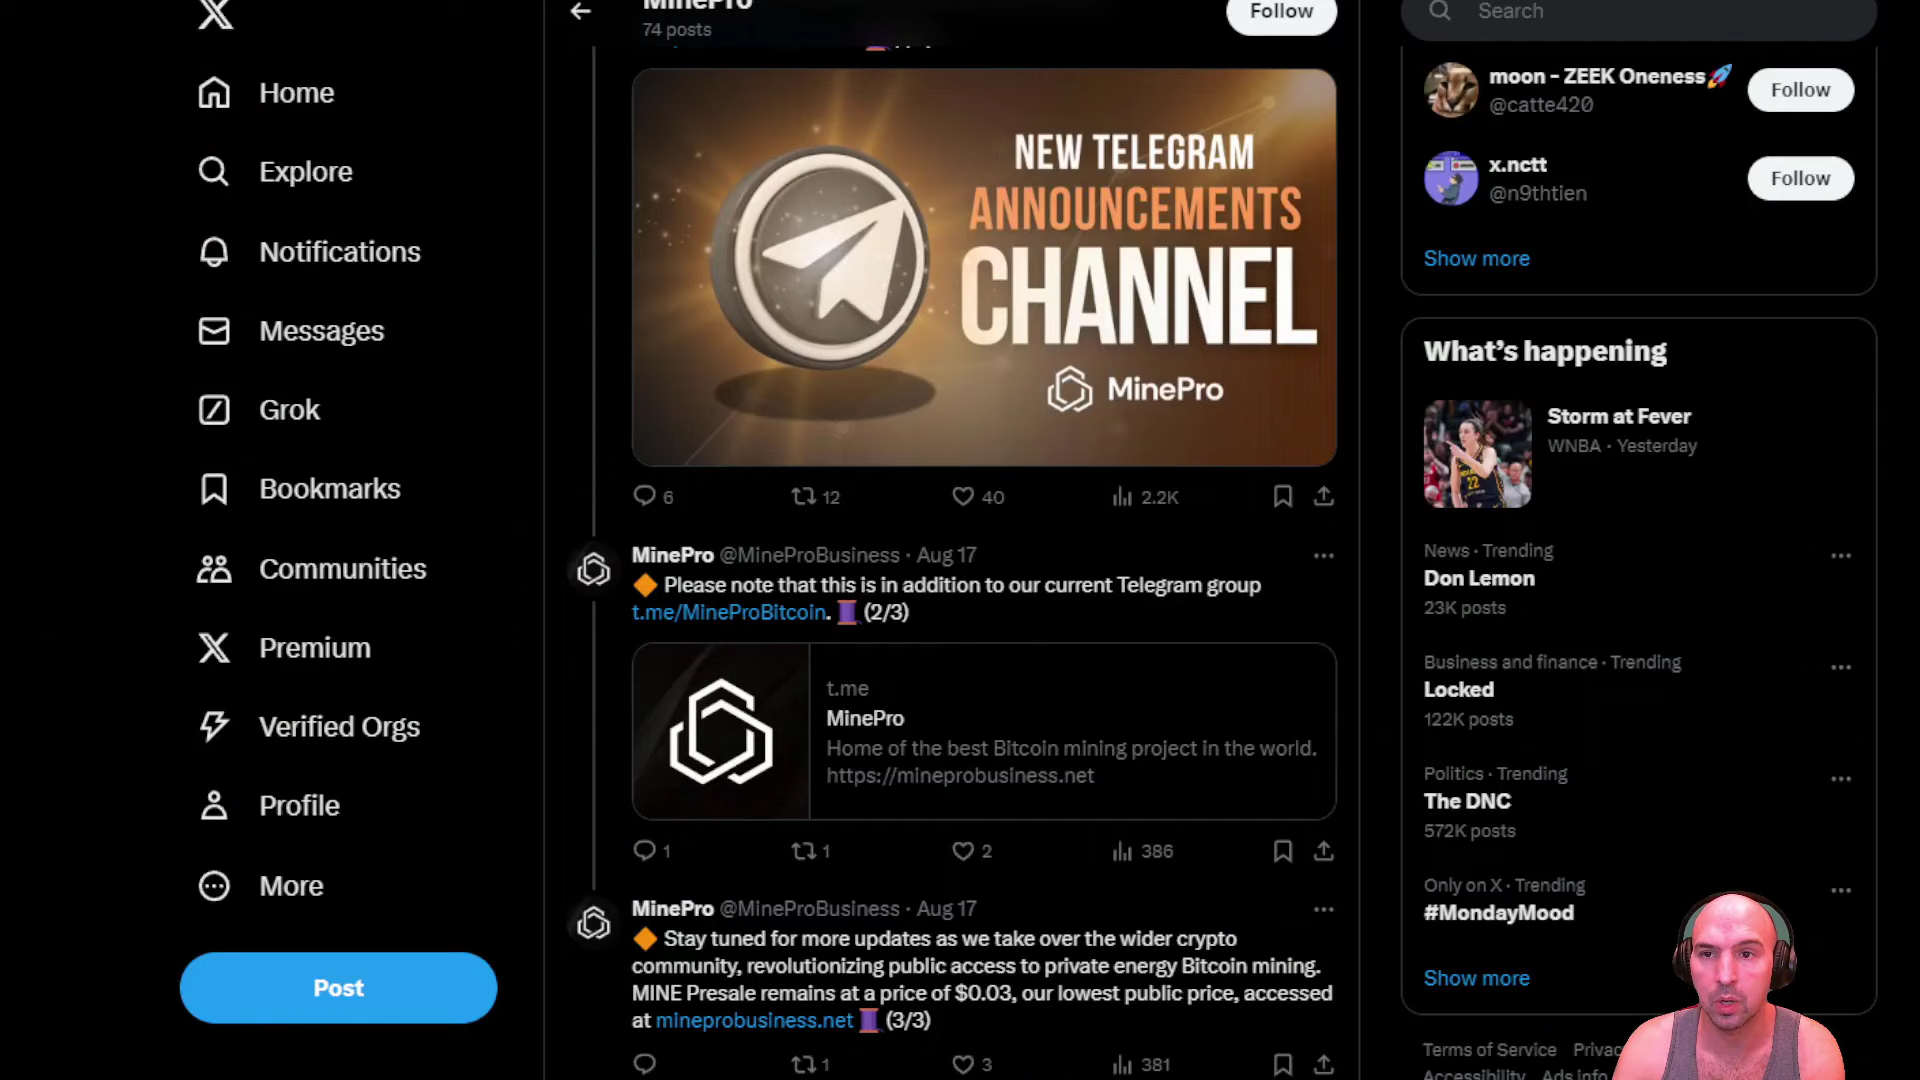 MinePro
74 posts
Follow
Search
Home
Explore
Notifications
Messages
Grok
Bookmarks
Communities
Premium
Verified Orgs
Profile
More
Post
NEW TELEGRAM
ANNOUNCEMENTS
CHANNEL
MinePro
6 12 40 2.2K
MinePro @MineProBusiness · Aug 17
🔶 Please note that this is in addition to our current Telegram group
t.me/MineProBitcoin. 🧵 (2/3)
t.me
MinePro
Home of the best Bitcoin mining project in the world.
https://mineprobusiness.net
1 1 2 386
MinePro @MineProBusiness · Aug 17
🔶 Stay tuned for more updates as we take over the wider crypto
community, revolutionizing public access to private energy Bitcoin mining.
MINE Presale remains at a price of $0.03, our lowest public price, accessed
at mineprobusiness.net 🧵 (3/3)
1 3 381
moon - ZEEK Oneness🚀
@catte420
Follow
x.nctt
@n9thtien
Follow
Show more
What's happening
Storm at Fever
WNBA · Yesterday
22
News · Trending
Don Lemon
23K posts
Business and finance · Trending
Locked
122K posts
Politics · Trending
The DNC
572K posts
Only on X · Trending
#MondayMood
Show more
Terms of Service
Accessibility Ads info